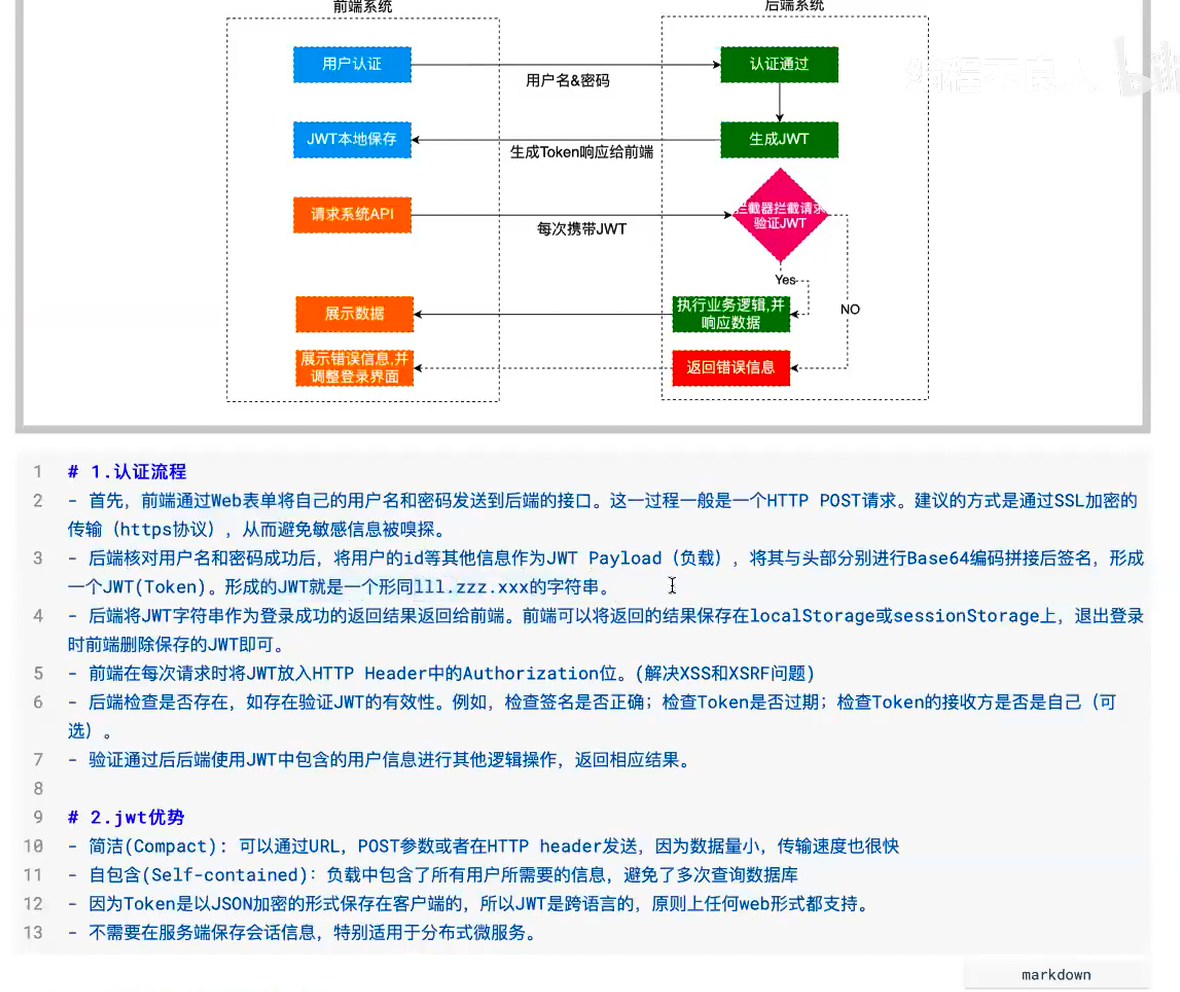 前端系统
后端系统
用户认证
用户名&密码
认证通过
JWT本地保存
生成Token响应给前端
生成JWT
请求系统API
每次携带JWT
拦截器拦截请求
验证JWT
Yes
NO
展示数据
执行业务逻辑,并
响应数据
展示错误信息,并
调整登录界面
返回错误信息
编程不良人
1 # 1.认证流程
2 - 首先，前端通过Web表单将自己的用户名和密码发送到后端的接口。这一过程一般是一个HTTP POST请求。建议的方式是通过SSL加密的
传输（https协议），从而避免敏感信息被嗅探。
3 - 后端核对用户名和密码成功后，将用户的id等其他信息作为JWT Payload（负载），将其与头部分别进行Base64编码拼接后签名，形成
一个JWT(Token)。形成的JWT就是一个形同lll.zzz.xxx的字符串。
4 - 后端将JWT字符串作为登录成功的返回结果返回给前端。前端可以将返回的结果保存在localStorage或sessionStorage上，退出登录
时前端删除保存的JWT即可。
5 - 前端在每次请求时将JWT放入HTTP Header中的Authorization位。(解决XSS和XSRF问题)
6 - 后端检查是否存在，如存在验证JWT的有效性。例如，检查签名是否正确；检查Token是否过期；检查Token的接收方是否是自己（可
选）。
7 - 验证通过后后端使用JWT中包含的用户信息进行其他逻辑操作，返回相应结果。
8
9 # 2.jwt优势
10 - 简洁(Compact): 可以通过URL，POST参数或者在HTTP header发送，因为数据量小，传输速度也很快
11 - 自包含(Self-contained)：负载中包含了所有用户所需要的信息，避免了多次查询数据库
12 - 因为Token是以JSON加密的形式保存在客户端的，所以JWT是跨语言的，原则上任何web形式都支持。
13 - 不需要在服务端保存会话信息，特别适用于分布式微服务。
markdown